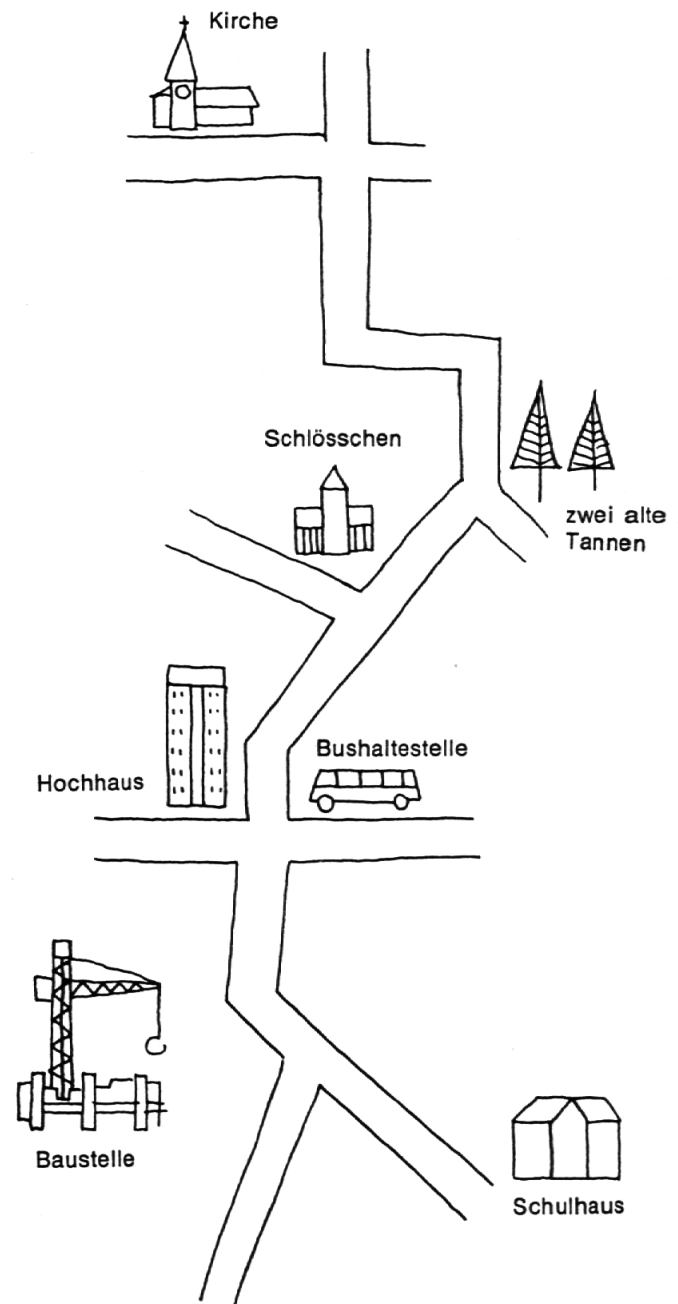 Kirche
Schlösschen
zwei alte
Tannen
Bushaltestelle
Hochhaus
Baustelle
Schulhaus